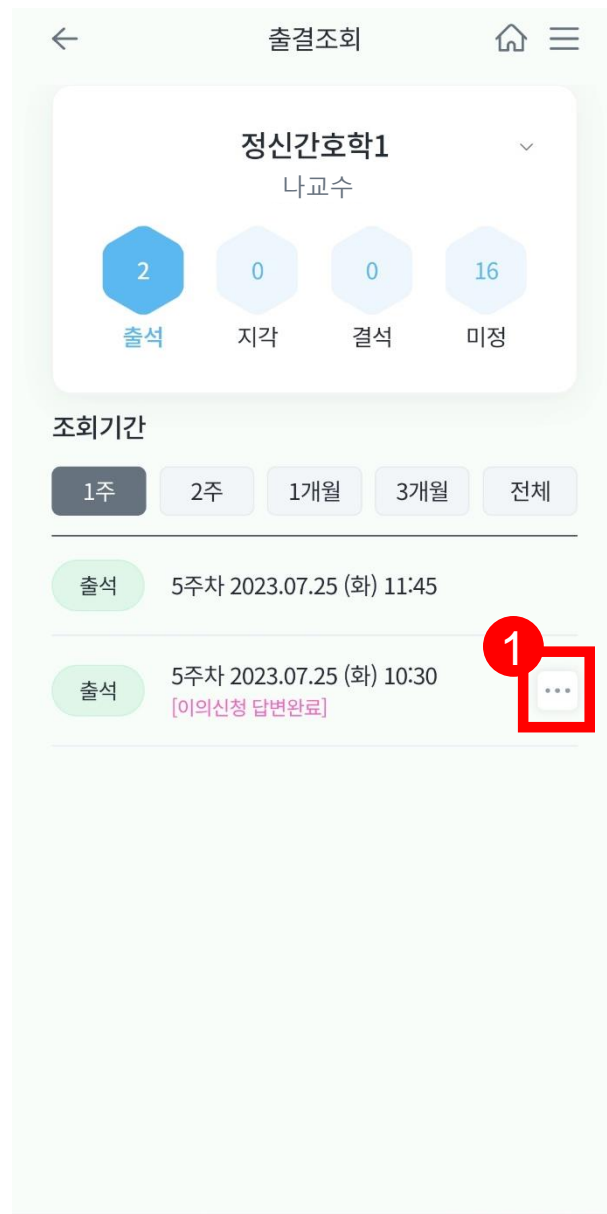 출결조회
정신간호학1
나교수
2 0 0 16
출석 지각 결석 미정
조회기간
1주 2주 1개월 3개월 전체
출석 5주차 2023.07.25 (화) 11:45
1
출석 5주차 2023.07.25 (화) 10:30
[이의신청 답변완료]